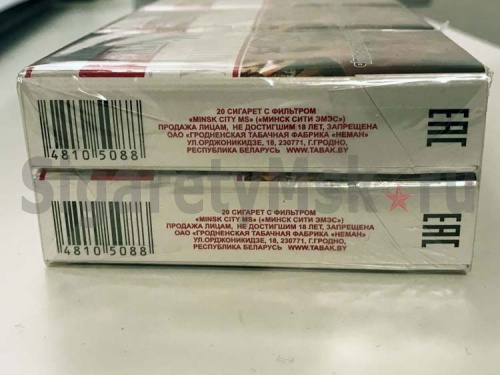 20 СИГАРЕТ С ФИЛЬТРОМ
«MINSK CITY MS» («МИНСК СИТИ ЭМЭС»)
ПРОДАЖА ЛИЦАМ, НЕ ДОСТИГШИМ 18 ЛЕТ, ЗАПРЕЩЕНА
ОАО «ГРОДНЕНСКАЯ ТАБАЧНАЯ ФАБРИКА «НЕМАН»
УЛ.ОРДЖОНИКИДЗЕ, 18, 230771, Г.ГРОДНО,
РЕСПУБЛИКА БЕЛАРУСЬ WWW.TABAK.BY
4810 5088
EAC
SigaretyMsk.ru
20 СИГАРЕТ С ФИЛЬТРОМ
«MINSK CITY MS» («МИНСК СИТИ ЭМЭС»)
ПРОДАЖА ЛИЦАМ, НЕ ДОСТИГШИМ 18 ЛЕТ, ЗАПРЕЩЕНА
ОАО «ГРОДНЕНСКАЯ ТАБАЧНАЯ ФАБРИКА «НЕМАН»
УЛ.ОРДЖОНИКИДЗЕ, 18, 230771, Г.ГРОДНО,
РЕСПУБЛИКА БЕЛАРУСЬ WWW.TABAK.BY
4810 5088
EAC